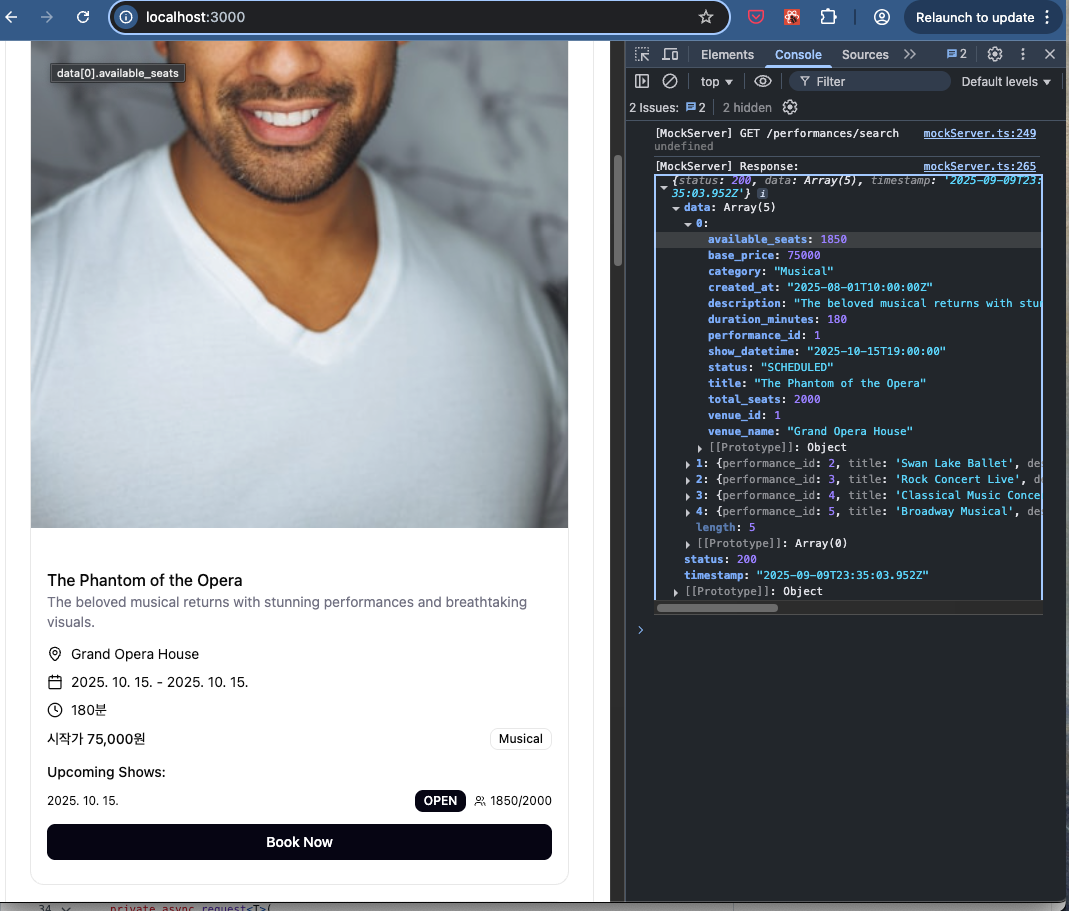 localhost:3000
Relaunch to update
data[0].available_seats
Elements
Console
Sources
2
top
Filter
Default levels
2 Issues:
2
2 hidden
[MockServer] GET /performances/search
mockServer.ts:249
undefined
[MockServer] Response:
mockServer.ts:265
{status: 200, data: Array(5), timestamp: '2025-09-09T23:
35:03.952Z'}
data: Array(5)
0:
available_seats: 1850
base_price: 75000
category: "Musical"
created_at: "2025-08-01T10:00:00Z"
description: "The beloved musical returns with stu
duration_minutes: 180
performance_id: 1
show_datetime: "2025-10-15T19:00:00"
status: "SCHEDULED"
title: "The Phantom of the Opera"
total_seats: 2000
venue_id: 1
venue_name: "Grand Opera House"
[[Prototype]]: Object
1: {performance_id: 2, title: 'Swan Lake Ballet', de
2: {performance_id: 3, title: 'Rock Concert Live', d
3: {performance_id: 4, title: 'Classical Music Conce
4: {performance_id: 5, title: 'Broadway Musical', de
length: 5
[[Prototype]]: Array(0)
status: 200
timestamp: "2025-09-09T23:35:03.952Z"
[[Prototype]]: Object
The Phantom of the Opera
The beloved musical returns with stunning performances and breathtaking
visuals.
Grand Opera House
2025. 10. 15. - 2025. 10. 15.
180분
시작가 75,000원
Musical
Upcoming Shows:
2025. 10. 15.
OPEN
1850/2000
Book Now
34
private async request<T>(